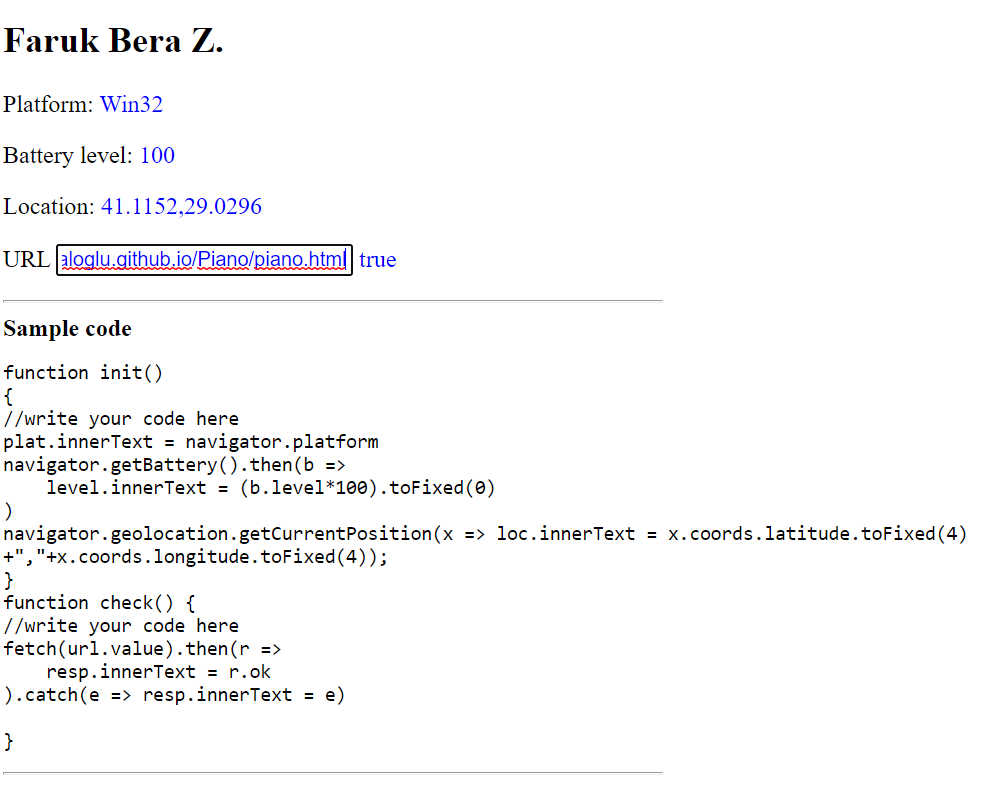 Faruk Bera Z.
Platform: Win32
Battery level: 100
Location: 41.1152,29.0296
URL aloglu.github.io/Piano/piano.html true
Sample code
function init()
{
//write your code here
plat.innerText = navigator.platform
navigator.getBattery().then(b =>
    level.innerText = (b.level*100).toFixed(0)
)
navigator.geolocation.getCurrentPosition(x => loc.innerText = x.coords.latitude.toFixed(4)
+","+x.coords.longitude.toFixed(4));
}
function check() {
//write your code here
fetch(url.value).then(r =>
    resp.innerText = r.ok
).catch(e => resp.innerText = e)
}